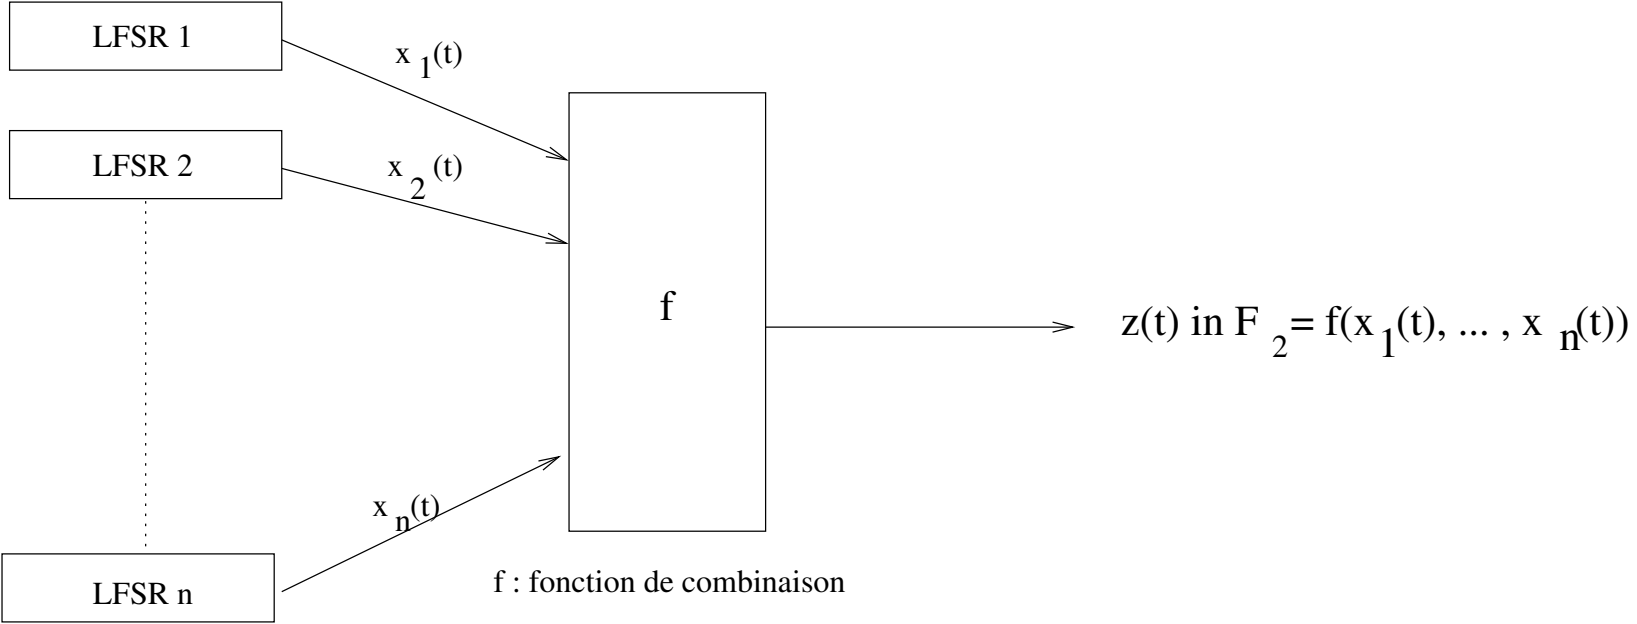 LFSR 1
x 1(t)
LFSR 2
x 2 (t)
f
z(t) in F 2 = f(x 1(t), ... , x n(t))
x n(t)
LFSR n
f : fonction de combinaison